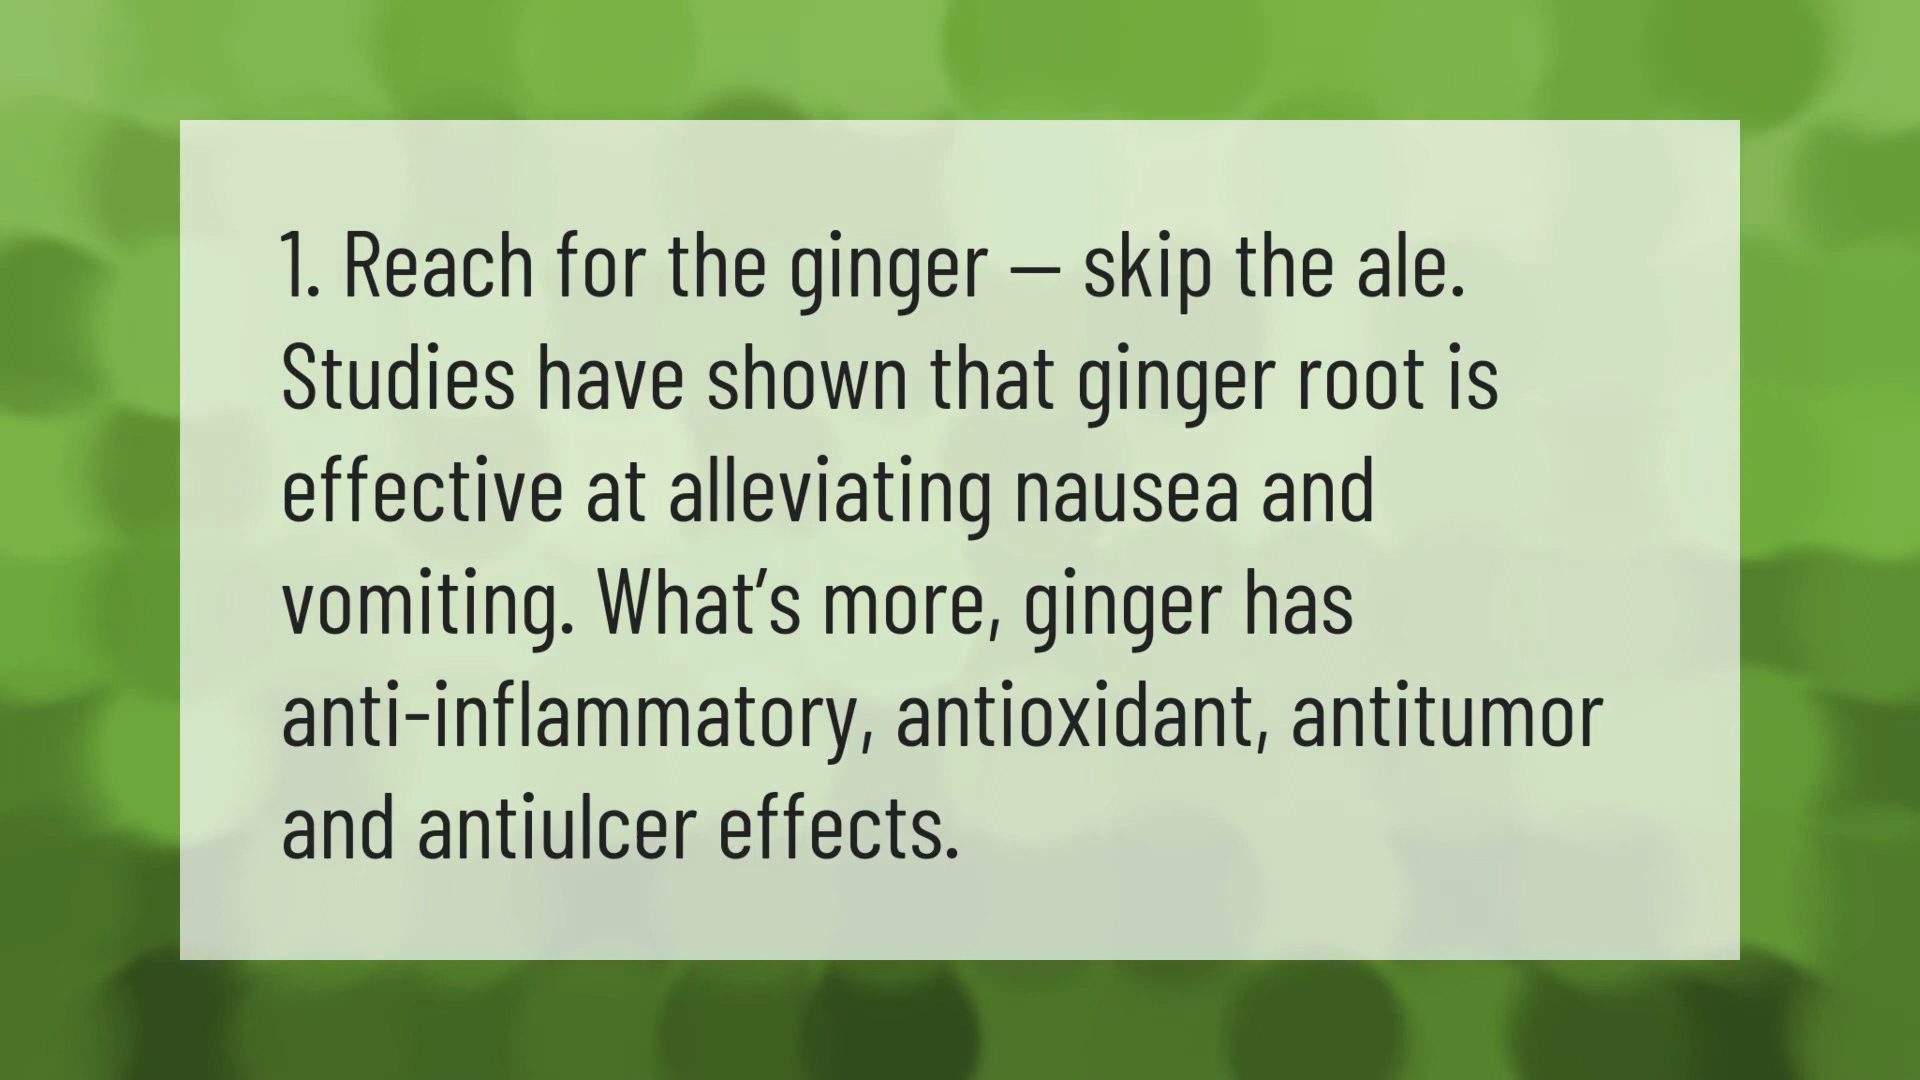 1. Reach for the ginger — skip the ale.
Studies have shown that ginger root is
effective at alleviating nausea and
vomiting. What’s more, ginger has
anti-inflammatory, antioxidant, antitumor
and antiulcer effects.